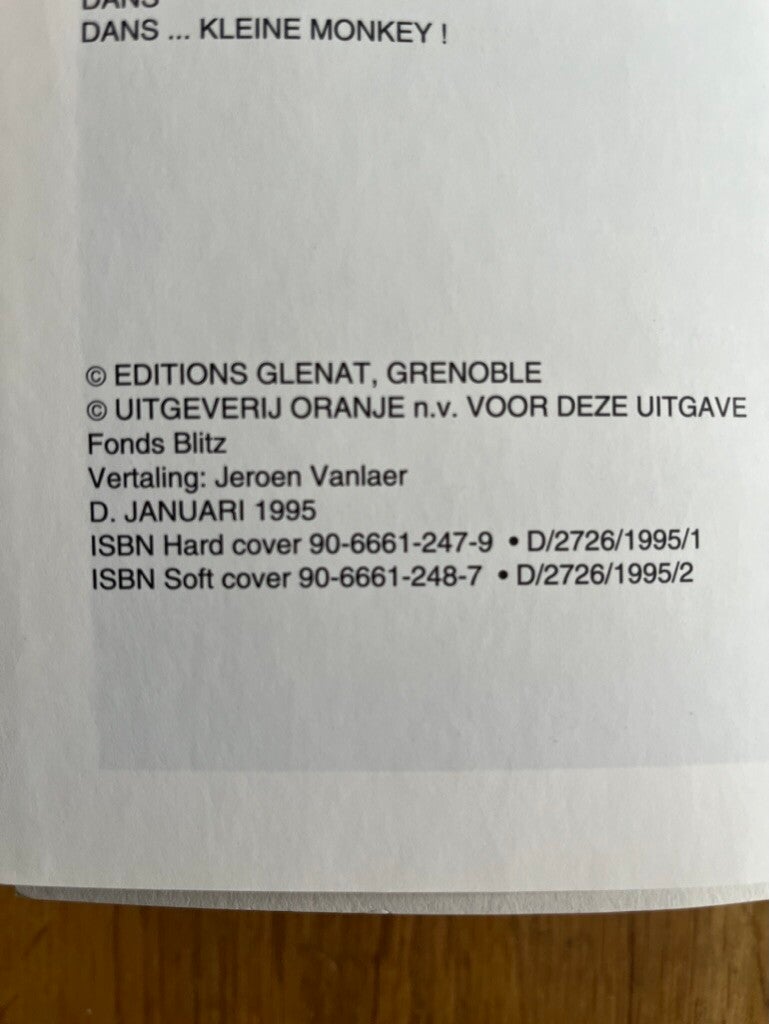 DANS
DANS ... KLEINE MONKEY !
© EDITIONS GLENAT, GRENOBLE
© UITGEVERIJ ORANJE n.v. VOOR DEZE UITGAVE
Fonds Blitz
Vertaling: Jeroen Vanlaer
D. JANUARI 1995
ISBN Hard cover 90-6661-247-9 • D/2726/1995/1
ISBN Soft cover 90-6661-248-7 • D/2726/1995/2